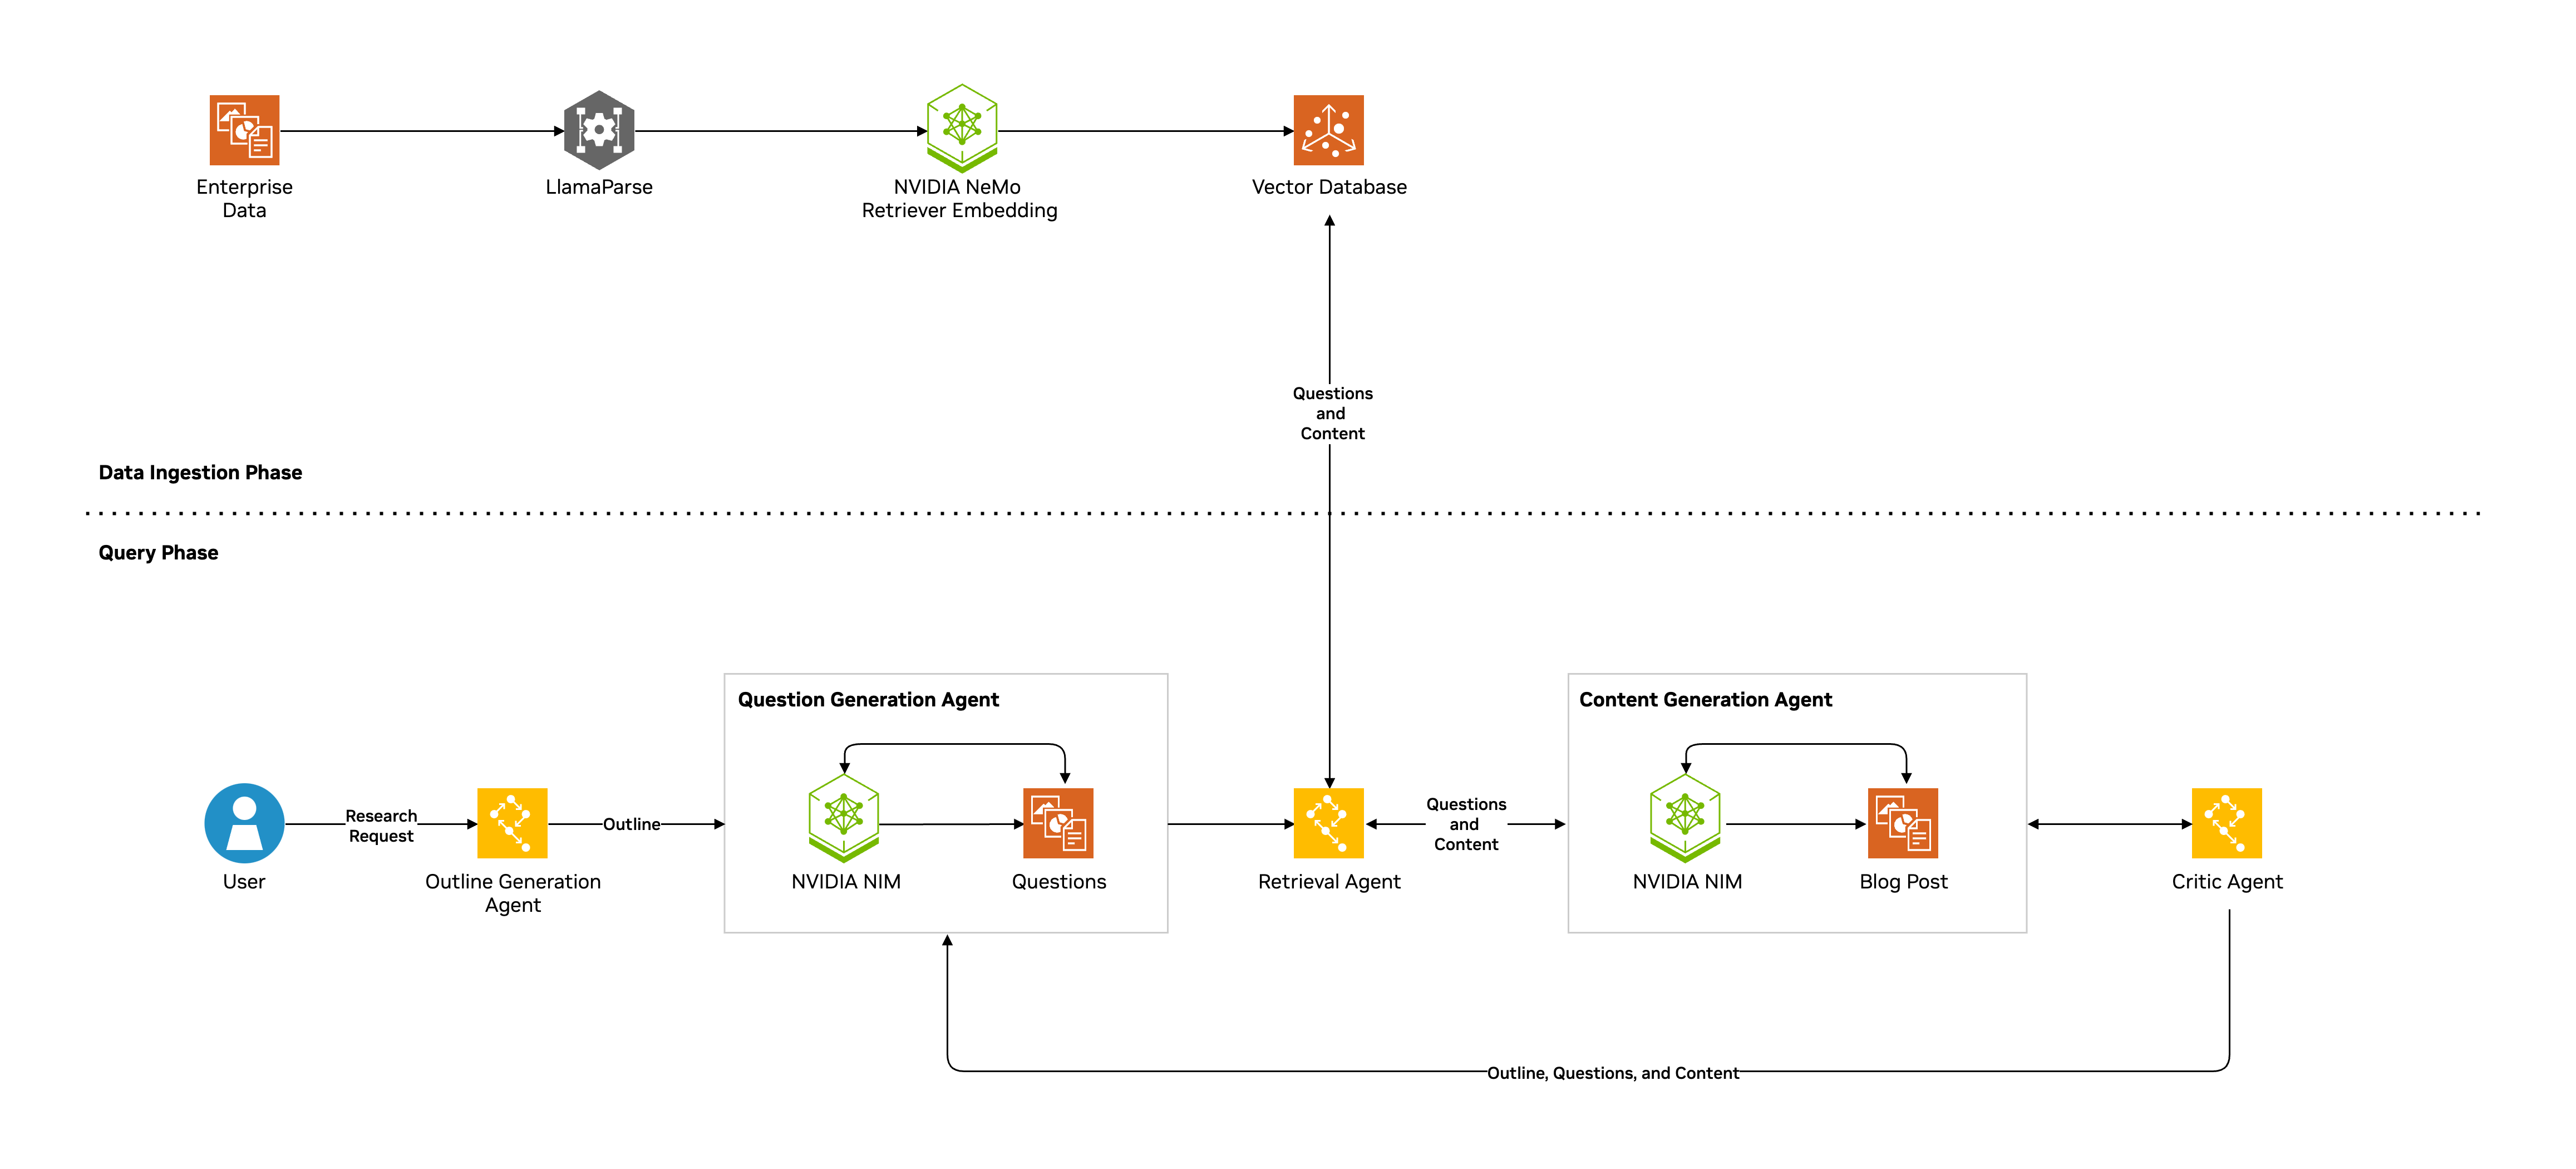 Enterprise
Data
LlamaParse
NVIDIA NeMo
Retriever Embedding
Vector Database
Questions
and
Content
Data Ingestion Phase
Query Phase
Question Generation Agent
Content Generation Agent
Research
Request
Outline
Questions
and
Content
User
Outline Generation
Agent
NVIDIA NIM
Questions
Retrieval Agent
NVIDIA NIM
Blog Post
Critic Agent
Outline, Questions, and Content